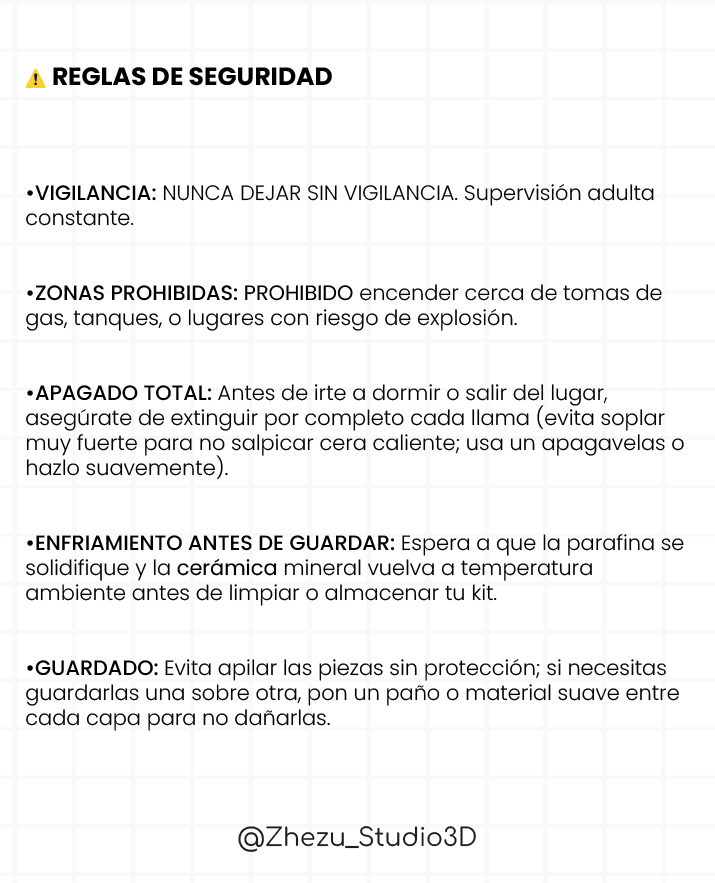 ⚠️ REGLAS DE SEGURIDAD
•VIGILANCIA: NUNCA DEJAR SIN VIGILANCIA. Supervisión adulta
constante.
•ZONAS PROHIBIDAS: PROHIBIDO encender cerca de tomas de
gas, tanques, o lugares con riesgo de explosión.
•APAGADO TOTAL: Antes de irte a dormir o salir del lugar,
asegúrate de extinguir por completo cada llama (evita soplar
muy fuerte para no salpicar cera caliente; usa un apagavelas o
hazlo suavemente).
•ENFRIAMIENTO ANTES DE GUARDAR: Espera a que la parafina se
solidifique y la cerámica mineral vuelva a temperatura
ambiente antes de limpiar o almacenar tu kit.
•GUARDADO: Evita apilar las piezas sin protección; si necesitas
guardarlas una sobre otra, pon un paño o material suave entre
cada capa para no dañarlas.
@Zhezu_Studio3D